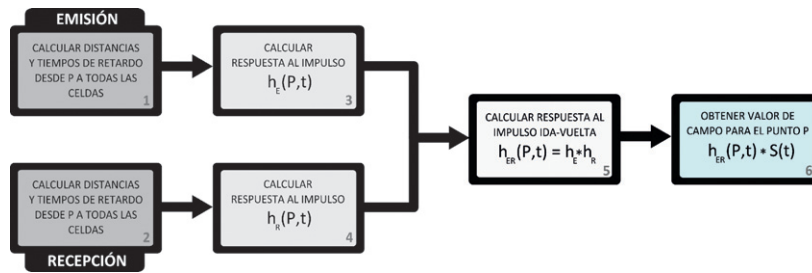 EMISIÓN
CALCULAR DISTANCIAS
Y TIEMPOS DE RETARDO
DESDE P A TODAS LAS
CELDAS
1
CALCULAR
RESPUESTA AL IMPULSO
h_E(P,t)
3
CALCULAR DISTANCIAS
Y TIEMPOS DE RETARDO
DESDE P A TODAS LAS
CELDAS
2
RECEPCIÓN
CALCULAR
RESPUESTA AL IMPULSO
h_R(P,t)
4
CALCULAR RESPUESTA AL
IMPULSO IDA-VUELTA
h_ER(P,t) = h_E * h_R
5
OBTENER VALOR DE
CAMPO PARA EL PUNTO P
h_ER(P,t) * S(t)
6